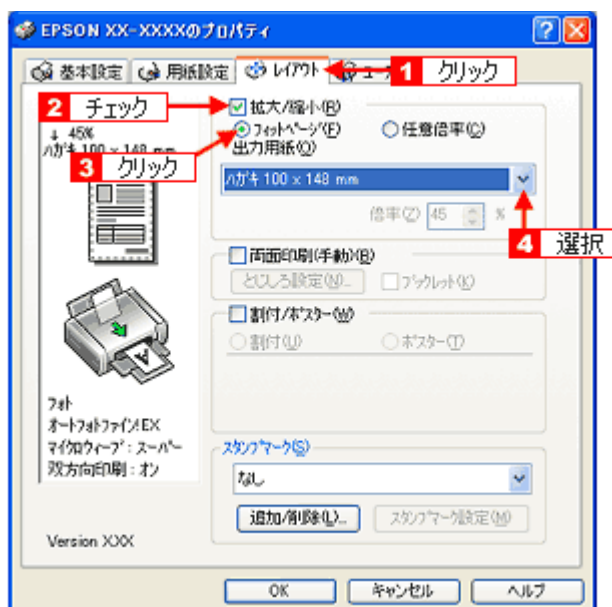 EPSON XX-XXXXのプロパティ
基本設定 用紙設定 レイアウト
1 クリック
2 チェック
拡大/縮小(R)
↓ 45%
ハガキ 100 x 148 mm
フィットページ(F) 任意倍率(C)
3 クリック
出力用紙(O)
ハガキ 100 x 148 mm
倍率(Z) 45 %
4 選択
両面印刷(手動)(B)
とじしろ設定(N)... ブックレット(K)
割付/ポスター(W)
割付(U) ポスター(T)
フォト
オートフォトファイン!EX
マイクロウィーブ : スーパー
双方向印刷 : オン
スタンプマーク(S)
なし
追加/削除(L)... スタンプマーク設定(M)
Version XXX
OK キャンセル ヘルプ